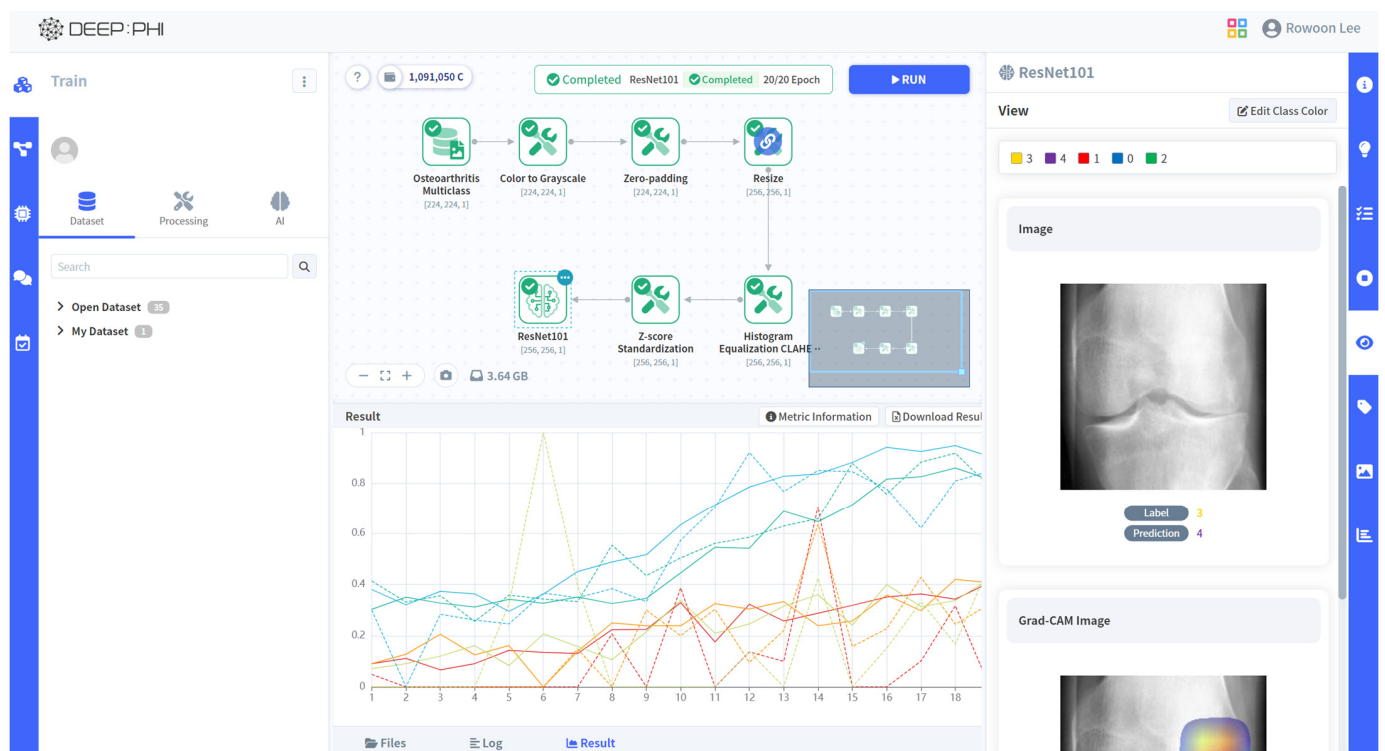 DEEP:PHI
Rowoon Lee
Train
Dataset
Processing
AI
Search
Open Dataset 35
My Dataset 1
?
1,091,050 C
Completed ResNet101 Completed 20/20 Epoch
RUN
Osteoarthritis
Multiclass
[224, 224, 1]
Color to Grayscale
[224, 224, 1]
Zero-padding
[224, 224, 1]
Resize
[256, 256, 1]
ResNet101
[256, 256, 1]
Z-score
Standardization
[256, 256, 1]
Histogram
Equalization CLAHE ··
[256, 256, 1]
3.64 GB
Result
Metric Information
Download Resul
1
0.8
0.6
0.4
0.2
0
1 2 3 4 5 6 7 8 9 10 11 12 13 14 15 16 17 18
Files
Log
Result
ResNet101
View
Edit Class Color
3 4 1 0 2
Image
Label 3
Prediction 4
Grad-CAM Image